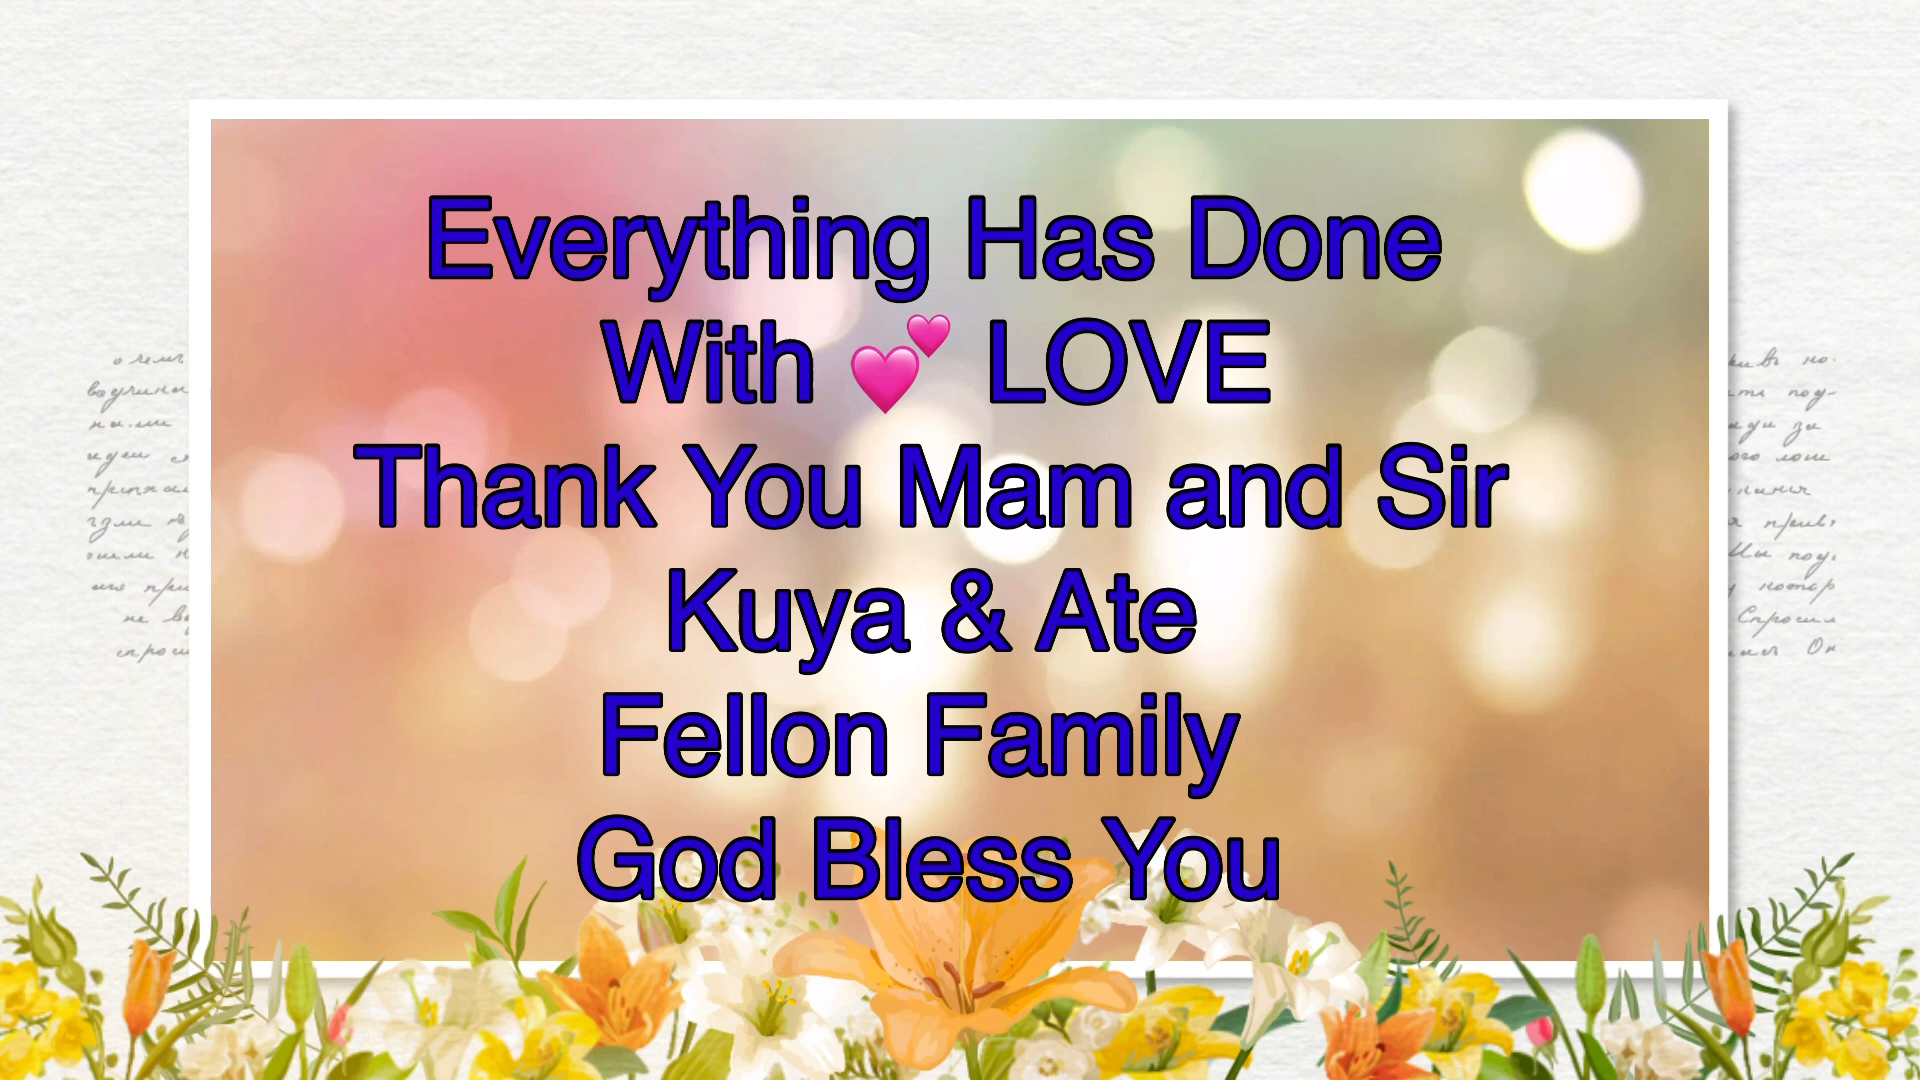 Everything Has Done
With 💕 LOVE
Thank You Mam and Sir
Kuya & Ate
Fellon Family
God Bless You